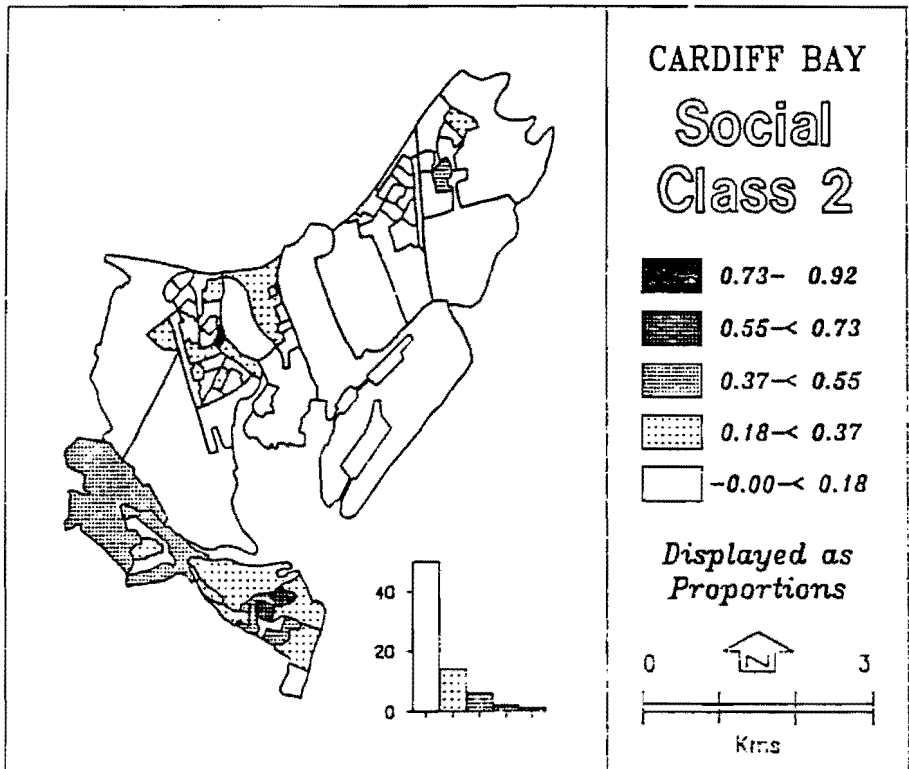 CARDIFF BAY
Social
Class 2
0.73- 0.92
0.55-< 0.73
0.37-< 0.55
0.18-< 0.37
-0.00-< 0.18
Displayed as
Proportions
N
0 3
Kms
40
20
0